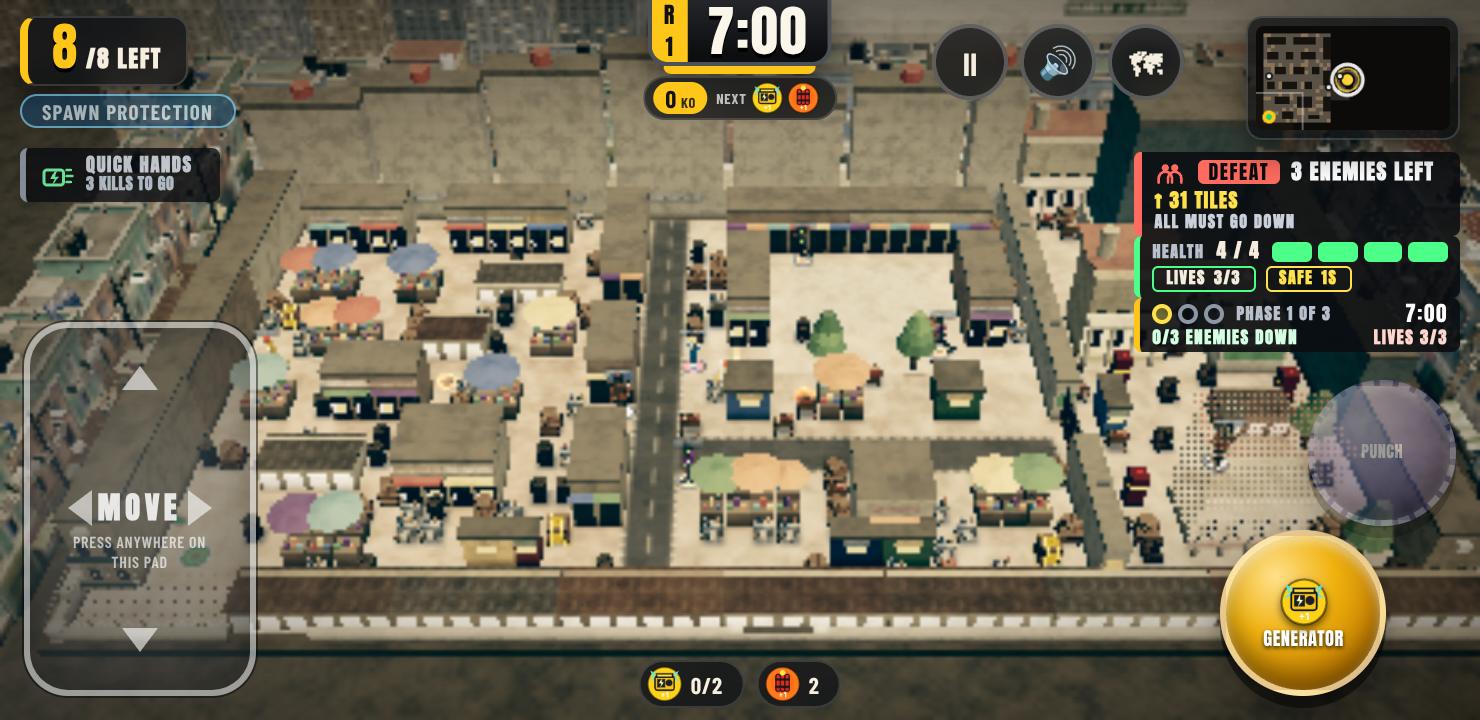 8 /8 LEFT
SPAWN PROTECTION
QUICK HANDS
3 KILLS TO GO
R 1
7:00
0 KO NEXT
DEFEAT 3 ENEMIES LEFT
↑ 31 TILES
ALL MUST GO DOWN
HEALTH 4 / 4
LIVES 3/3 SAFE 1S
PHASE 1 OF 3 7:00
0/3 ENEMIES DOWN LIVES 3/3
MOVE
PRESS ANYWHERE ON
THIS PAD
PUNCH
+1
GENERATOR
0/2 2